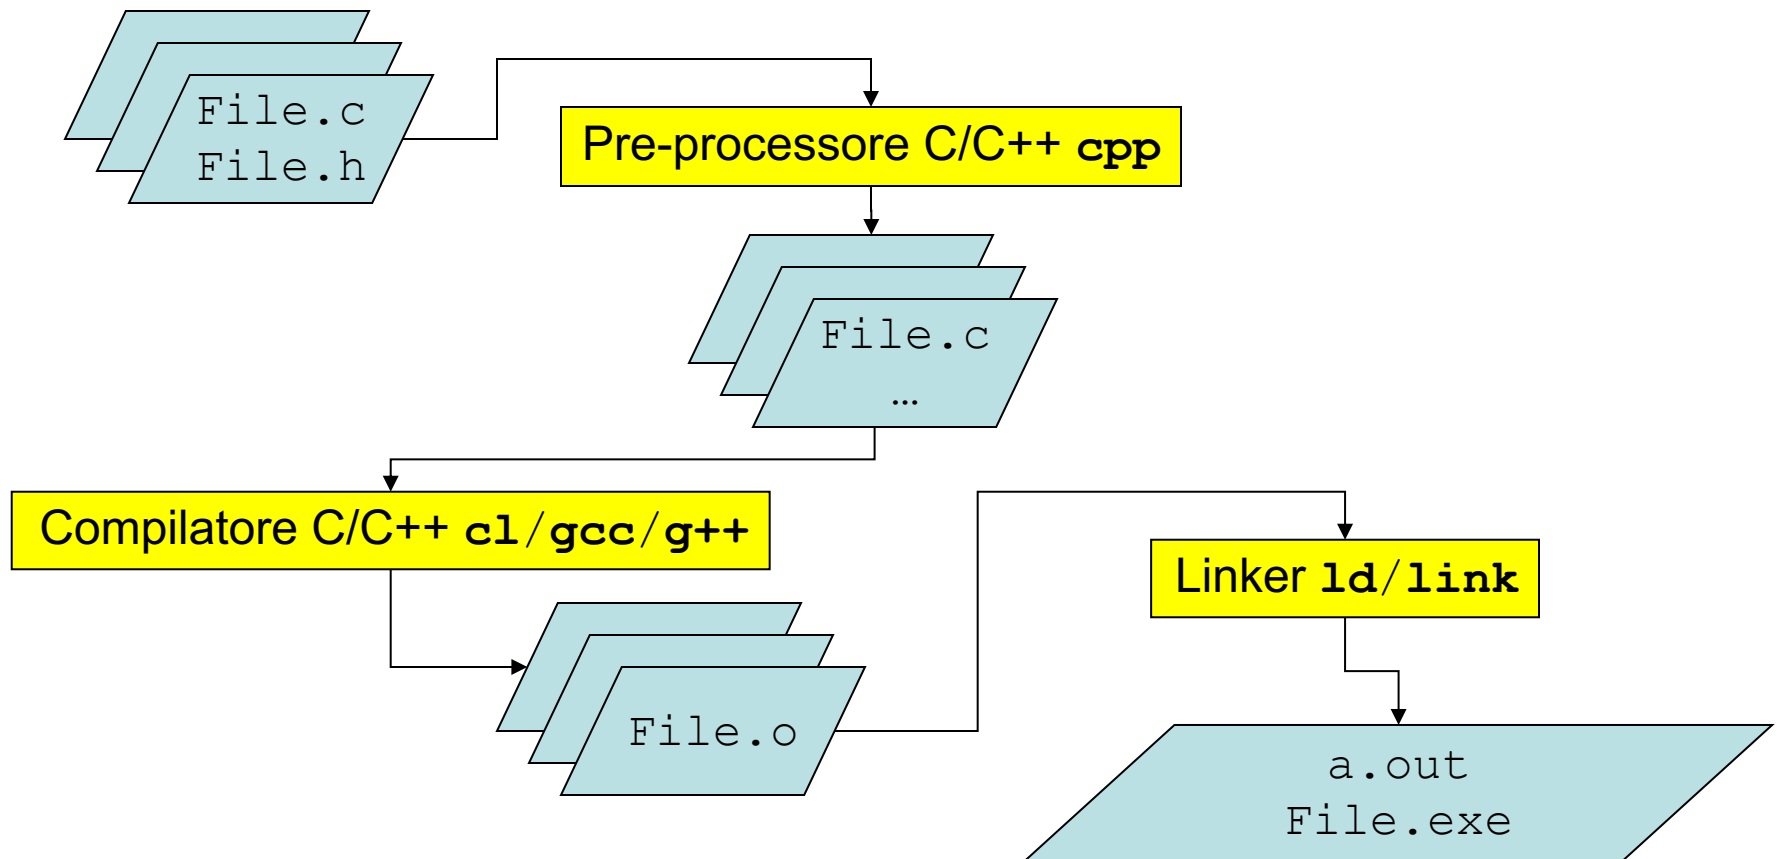 File.c
File.h
Pre-processore C/C++ cpp
File.c
…
Compilatore C/C++ cl/gcc/g++
Linker ld/link
File.o
a.out
File.exe